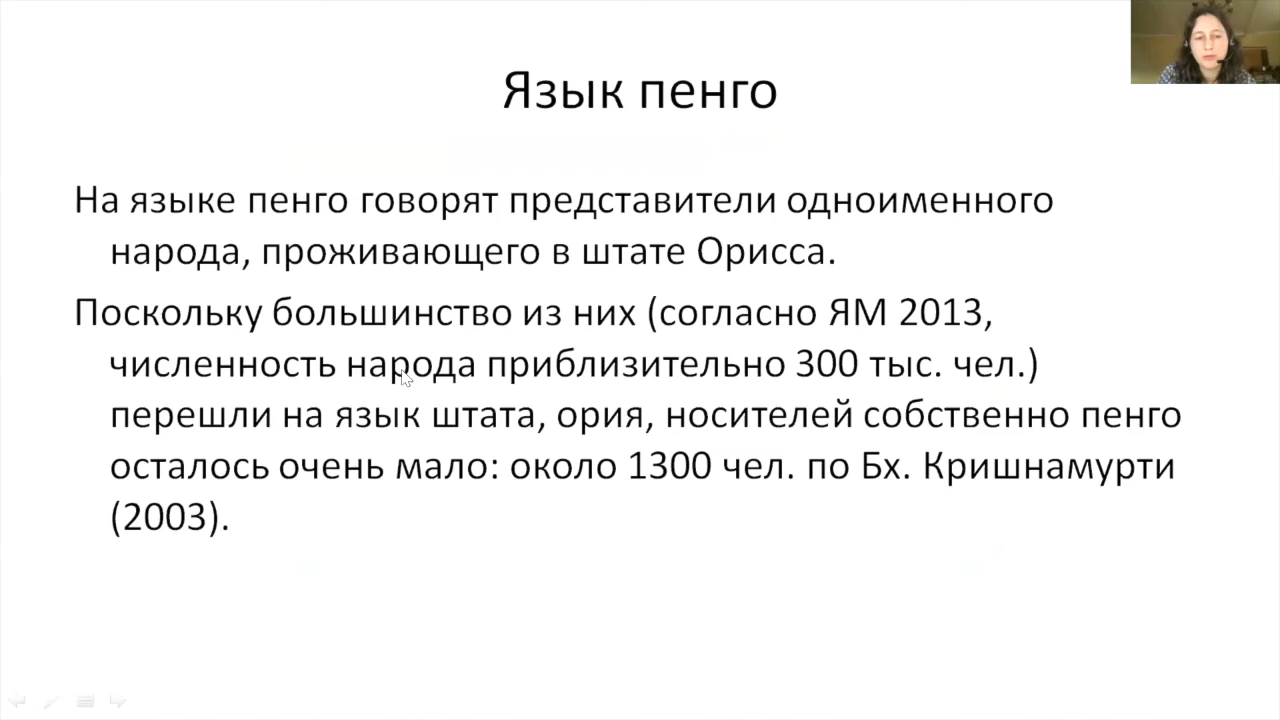 Язык пенго
На языке пенго говорят представители одноименного
народа, проживающего в штате Орисса.
Поскольку большинство из них (согласно ЯМ 2013,
численность народа приблизительно 300 тыс. чел.)
перешли на язык штата, ория, носителей собственно пенго
осталось очень мало: около 1300 чел. по Бх. Кришнамурти
(2003).